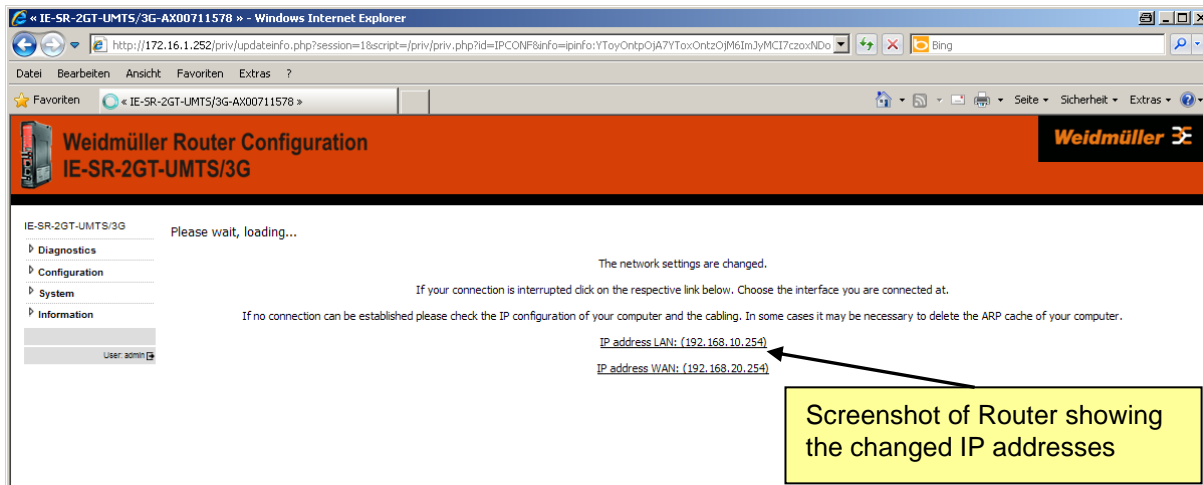 « IE-SR-2GT-UMTS/3G-AX00711578 » - Windows Internet Explorer
http://172.16.1.252/priv/updateinfo.php?session=1&script=/priv/priv.php?id=IPCONF&info=ipinfo:
Bing
Datei Bearbeiten Ansicht Favoriten Extras ?
Favoriten « IE-SR-2GT-UMTS/3G-AX00711578 » Seite Sicherheit Extras
Weidmüller Router Configuration
IE-SR-2GT-UMTS/3G
Weidmüller
IE-SR-2GT-UMTS/3G
Diagnostics
Configuration
System
Information
User: admin
Please wait, loading...
The network settings are changed.
If your connection is interrupted click on the respective link below. Choose the interface you are connected at.
If no connection can be established please check the IP configuration of your computer and the cabling. In some cases it may be necessary to delete the ARP cache of your computer.
IP address LAN: (192.168.10.254)
IP address WAN: (192.168.20.254)
Screenshot of Router showing
the changed IP addresses